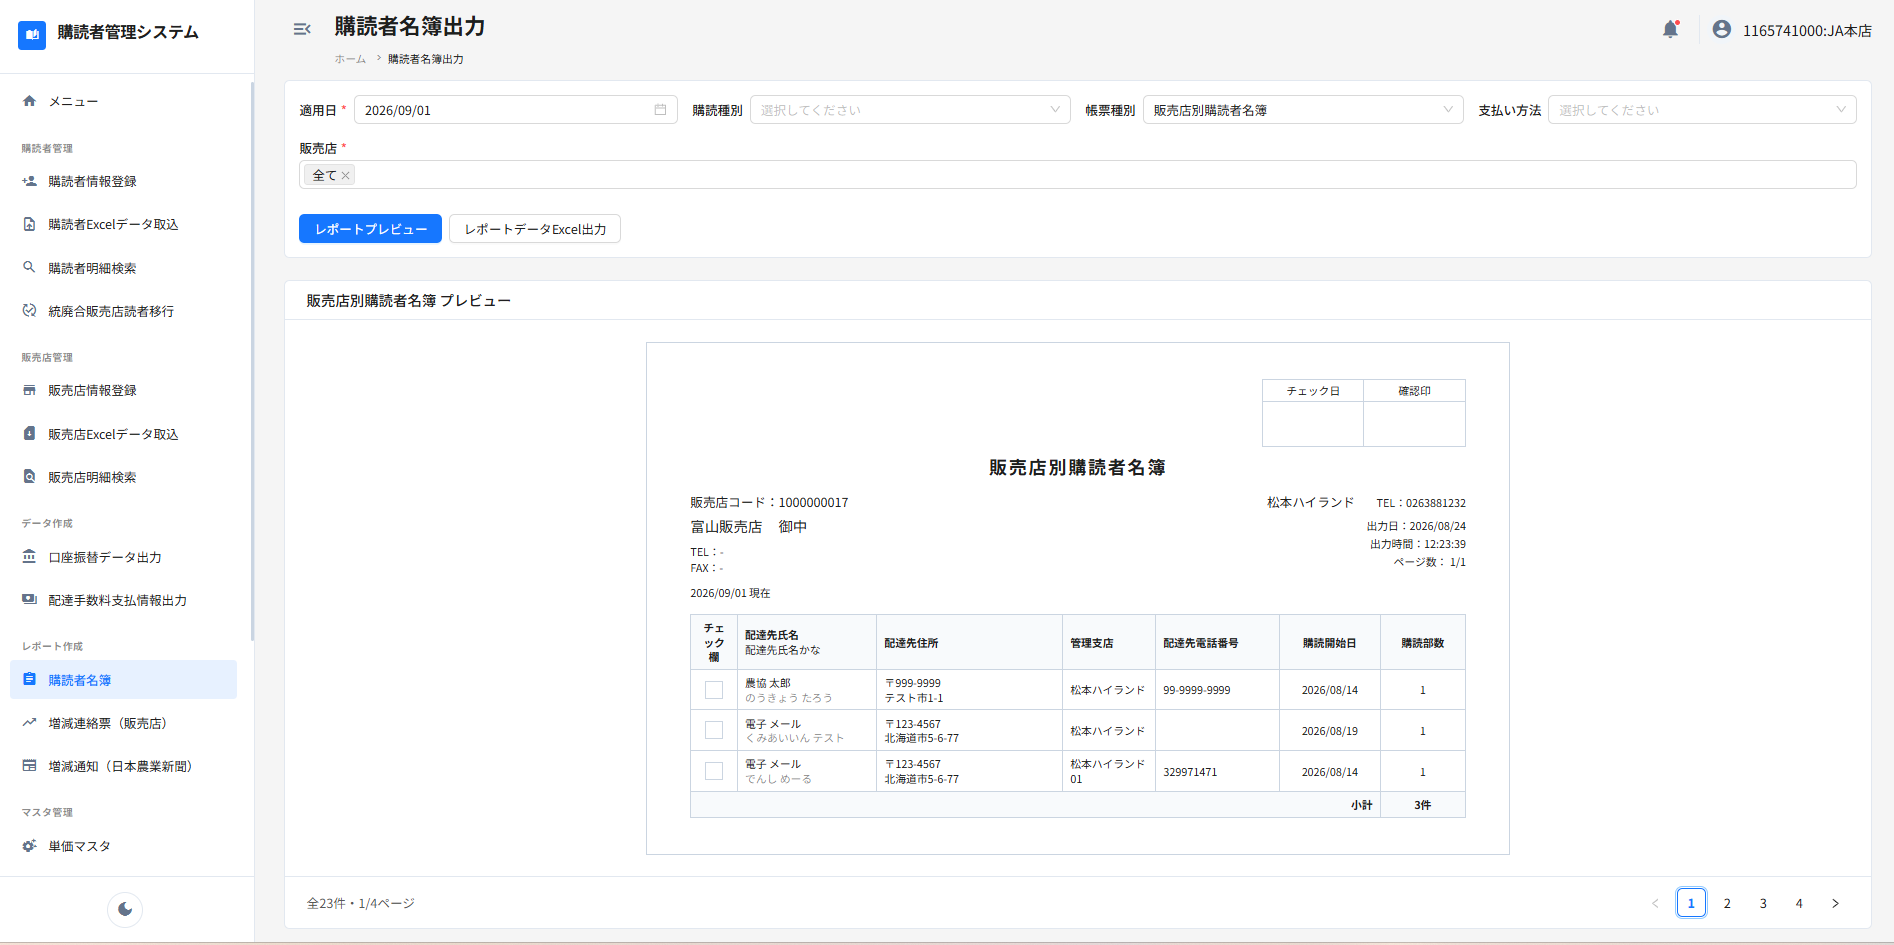 購読者管理システム
メニュー
購読者管理
購読者情報登録
購読者Excelデータ取込
購読者明細検索
統廃合販売店読者移行
販売店管理
販売店情報登録
販売店Excelデータ取込
販売店明細検索
データ作成
口座振替データ出力
配達手数料支払情報出力
レポート作成
購読者名簿
増減連絡票（販売店）
増減通知（日本農業新聞）
マスタ管理
単価マスタ
購読者名簿出力
ホーム > 購読者名簿出力
1165741000:JA本店
適用日 * 2026/09/01 購読種別 選択してください 帳票種別 販売店別購読者名簿 支払い方法 選択してください
販売店 *
全て ×
レポートプレビュー レポートデータExcel出力
販売店別購読者名簿 プレビュー
チェック日 確認印
販売店別購読者名簿
販売店コード：1000000017 松本ハイランド TEL：0263881232
富山販売店 御中 出力日：2026/08/24
出力時間：12:23:39
TEL：- ページ数： 1/1
FAX：-
2026/09/01 現在
チェック欄 配達先氏名 配達先氏名かな 配達先住所 管理支店 配達先電話番号 購読開始日 購読部数
農協 太郎 のうきょう たろう 〒999-9999 テスト市1-1 松本ハイランド 99-9999-9999 2026/08/14 1
電子 メール くみあいいん テスト 〒123-4567 北海道市5-6-77 松本ハイランド 2026/08/19 1
電子 メール でんし めーる 〒123-4567 北海道市5-6-77 松本ハイランド01 329971471 2026/08/14 1
小計 3件
全23件・1/4ページ < 1 2 3 4 >